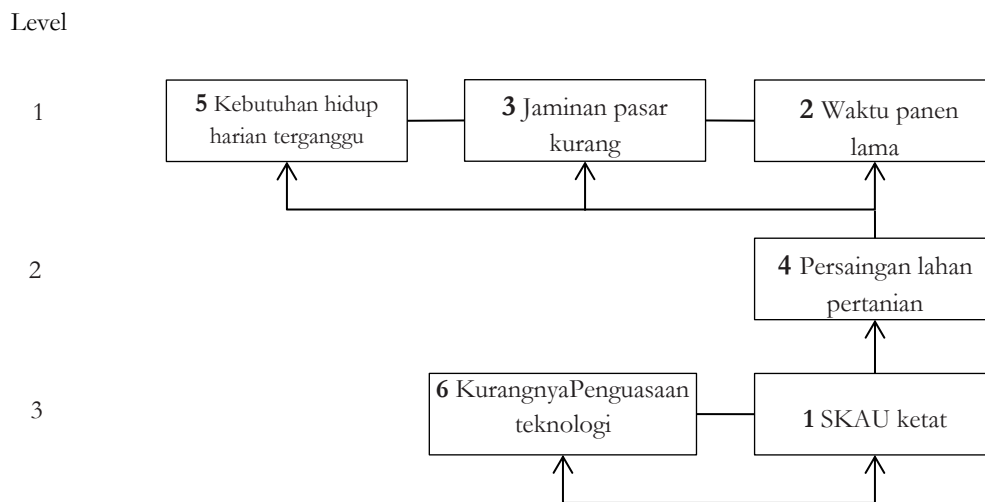 Level
1
5 Kebutuhan hidup
harian terganggu
3 Jaminan pasar
kurang
2 Waktu panen
lama
2
4 Persaingan lahan
pertanian
3
6 KurangnyaPenguasaan
teknologi
1 SKAU ketat